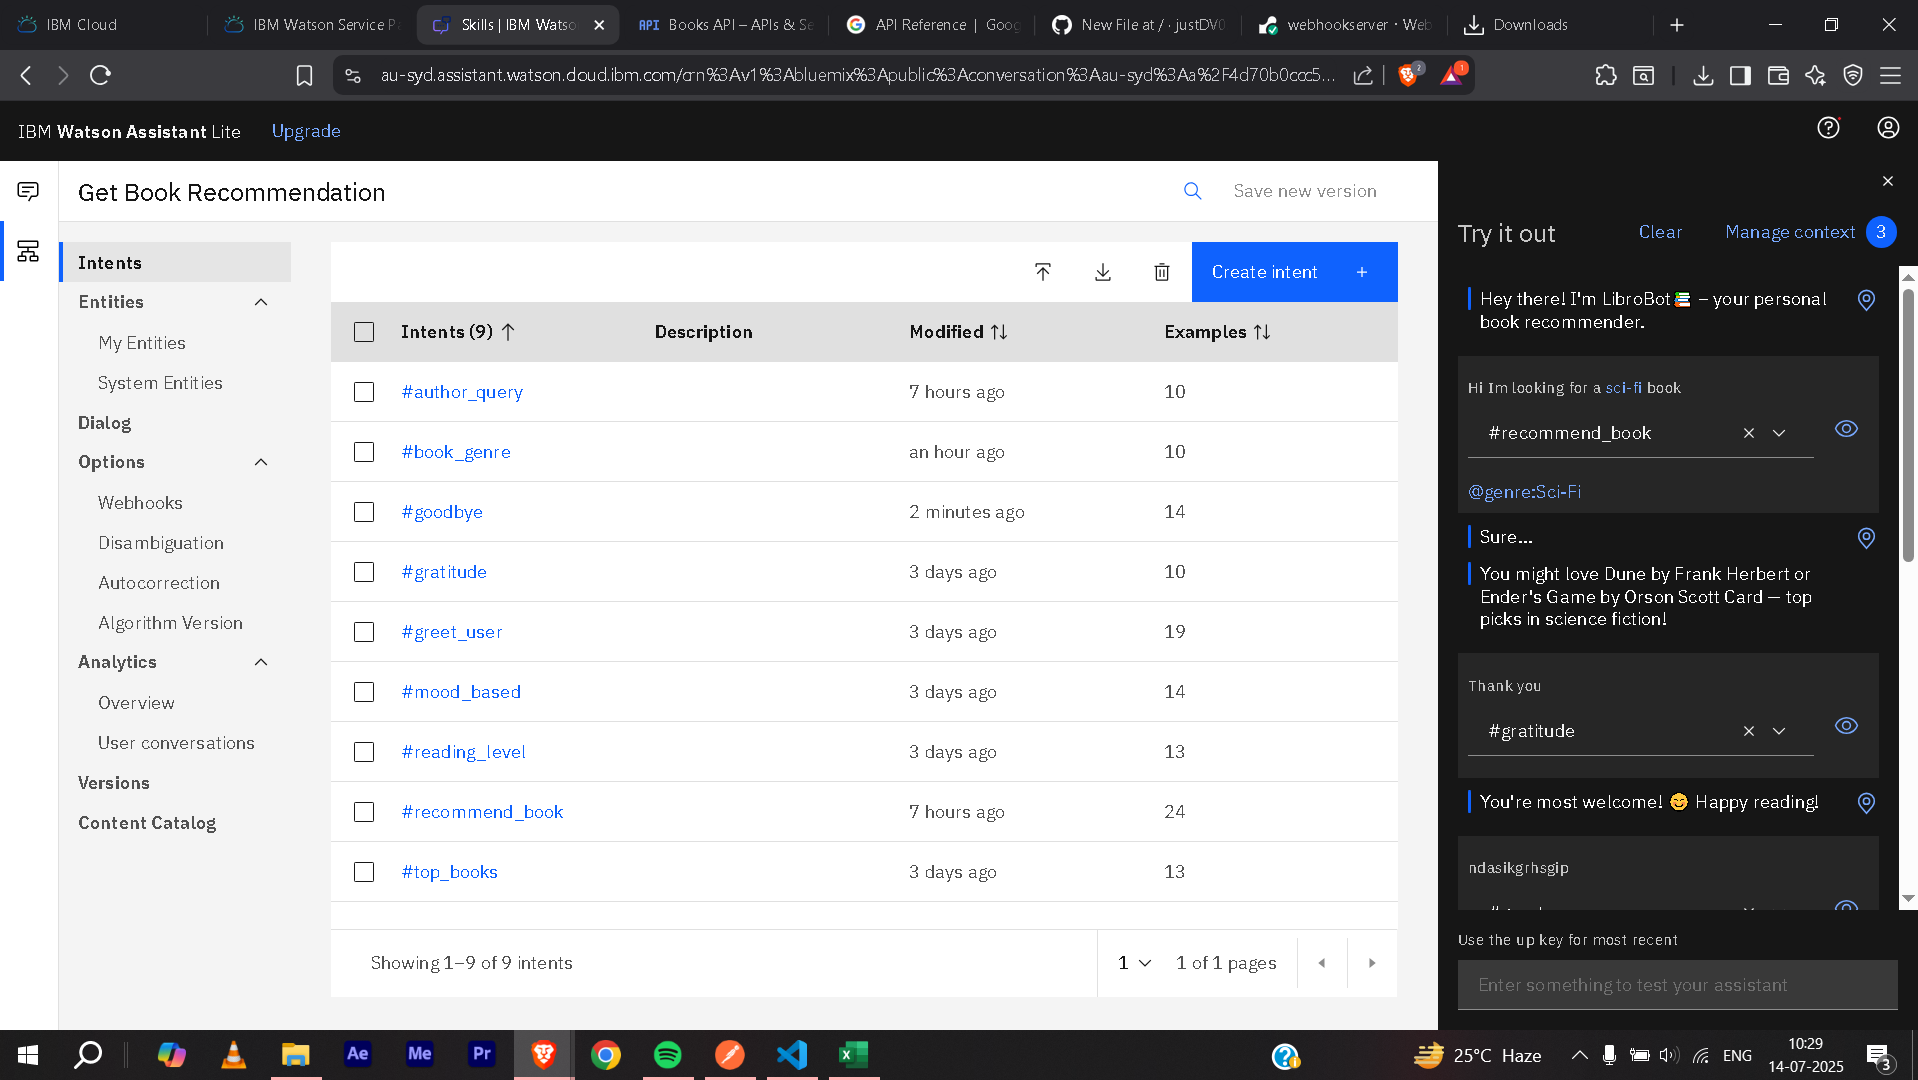 IBM Cloud
IBM Watson Service Pa
Skills | IBM Watso
API Books API – APIs & Se
API Reference | Goog
New File at / · justDV0
webhookserver · Web
Downloads
au-syd.assistant.watson.cloud.ibm.com/crn%3Av1%3Abluemix%3Apublic%3Aconversation%3Aau-syd%3Aa%2F4d70b0ccc5...
2
1
IBM Watson Assistant Lite
Upgrade
Get Book Recommendation
Save new version
Intents
Entities
My Entities
System Entities
Dialog
Options
Webhooks
Disambiguation
Autocorrection
Algorithm Version
Analytics
Overview
User conversations
Versions
Content Catalog
Create intent +
Intents (9) Description Modified Examples
#author_query 7 hours ago 10
#book_genre an hour ago 10
#goodbye 2 minutes ago 14
#gratitude 3 days ago 10
#greet_user 3 days ago 19
#mood_based 3 days ago 14
#reading_level 3 days ago 13
#recommend_book 7 hours ago 24
#top_books 3 days ago 13
Showing 1–9 of 9 intents
1
1 of 1 pages
Try it out
Clear
Manage context 3
Hey there! I'm LibroBot📚 – your personal
book recommender.
Hi Im looking for a sci-fi book
#recommend_book
@genre:Sci-Fi
Sure...
You might love Dune by Frank Herbert or
Ender's Game by Orson Scott Card — top
picks in science fiction!
Thank you
#gratitude
You're most welcome! 😊 Happy reading!
ndasikgrhsgip
Use the up key for most recent
Enter something to test your assistant
Ae
Me
Pr
25°C Haze
ENG
10:29
14-07-2025
3